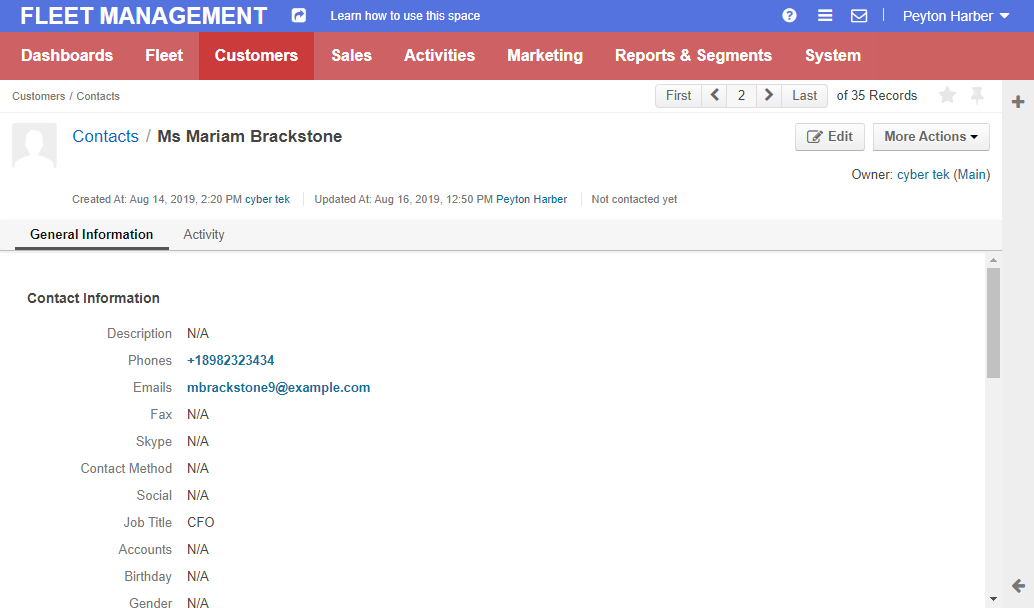 FLEET MANAGEMENT Learn how to use this space Peyton Harber
Dashboards Fleet Customers Sales Activities Marketing Reports & Segments System
Customers / Contacts First 2 Last of 35 Records
Contacts / Ms Mariam Brackstone Edit More Actions
Owner: cyber tek (Main)
Created At: Aug 14, 2019, 2:20 PM cyber tek Updated At: Aug 16, 2019, 12:50 PM Peyton Harber Not contacted yet
General Information Activity
Contact Information
Description N/A
Phones +18982323434
Emails mbrackstone9@example.com
Fax N/A
Skype N/A
Contact Method N/A
Social N/A
Job Title CFO
Accounts N/A
Birthday N/A
Gender N/A